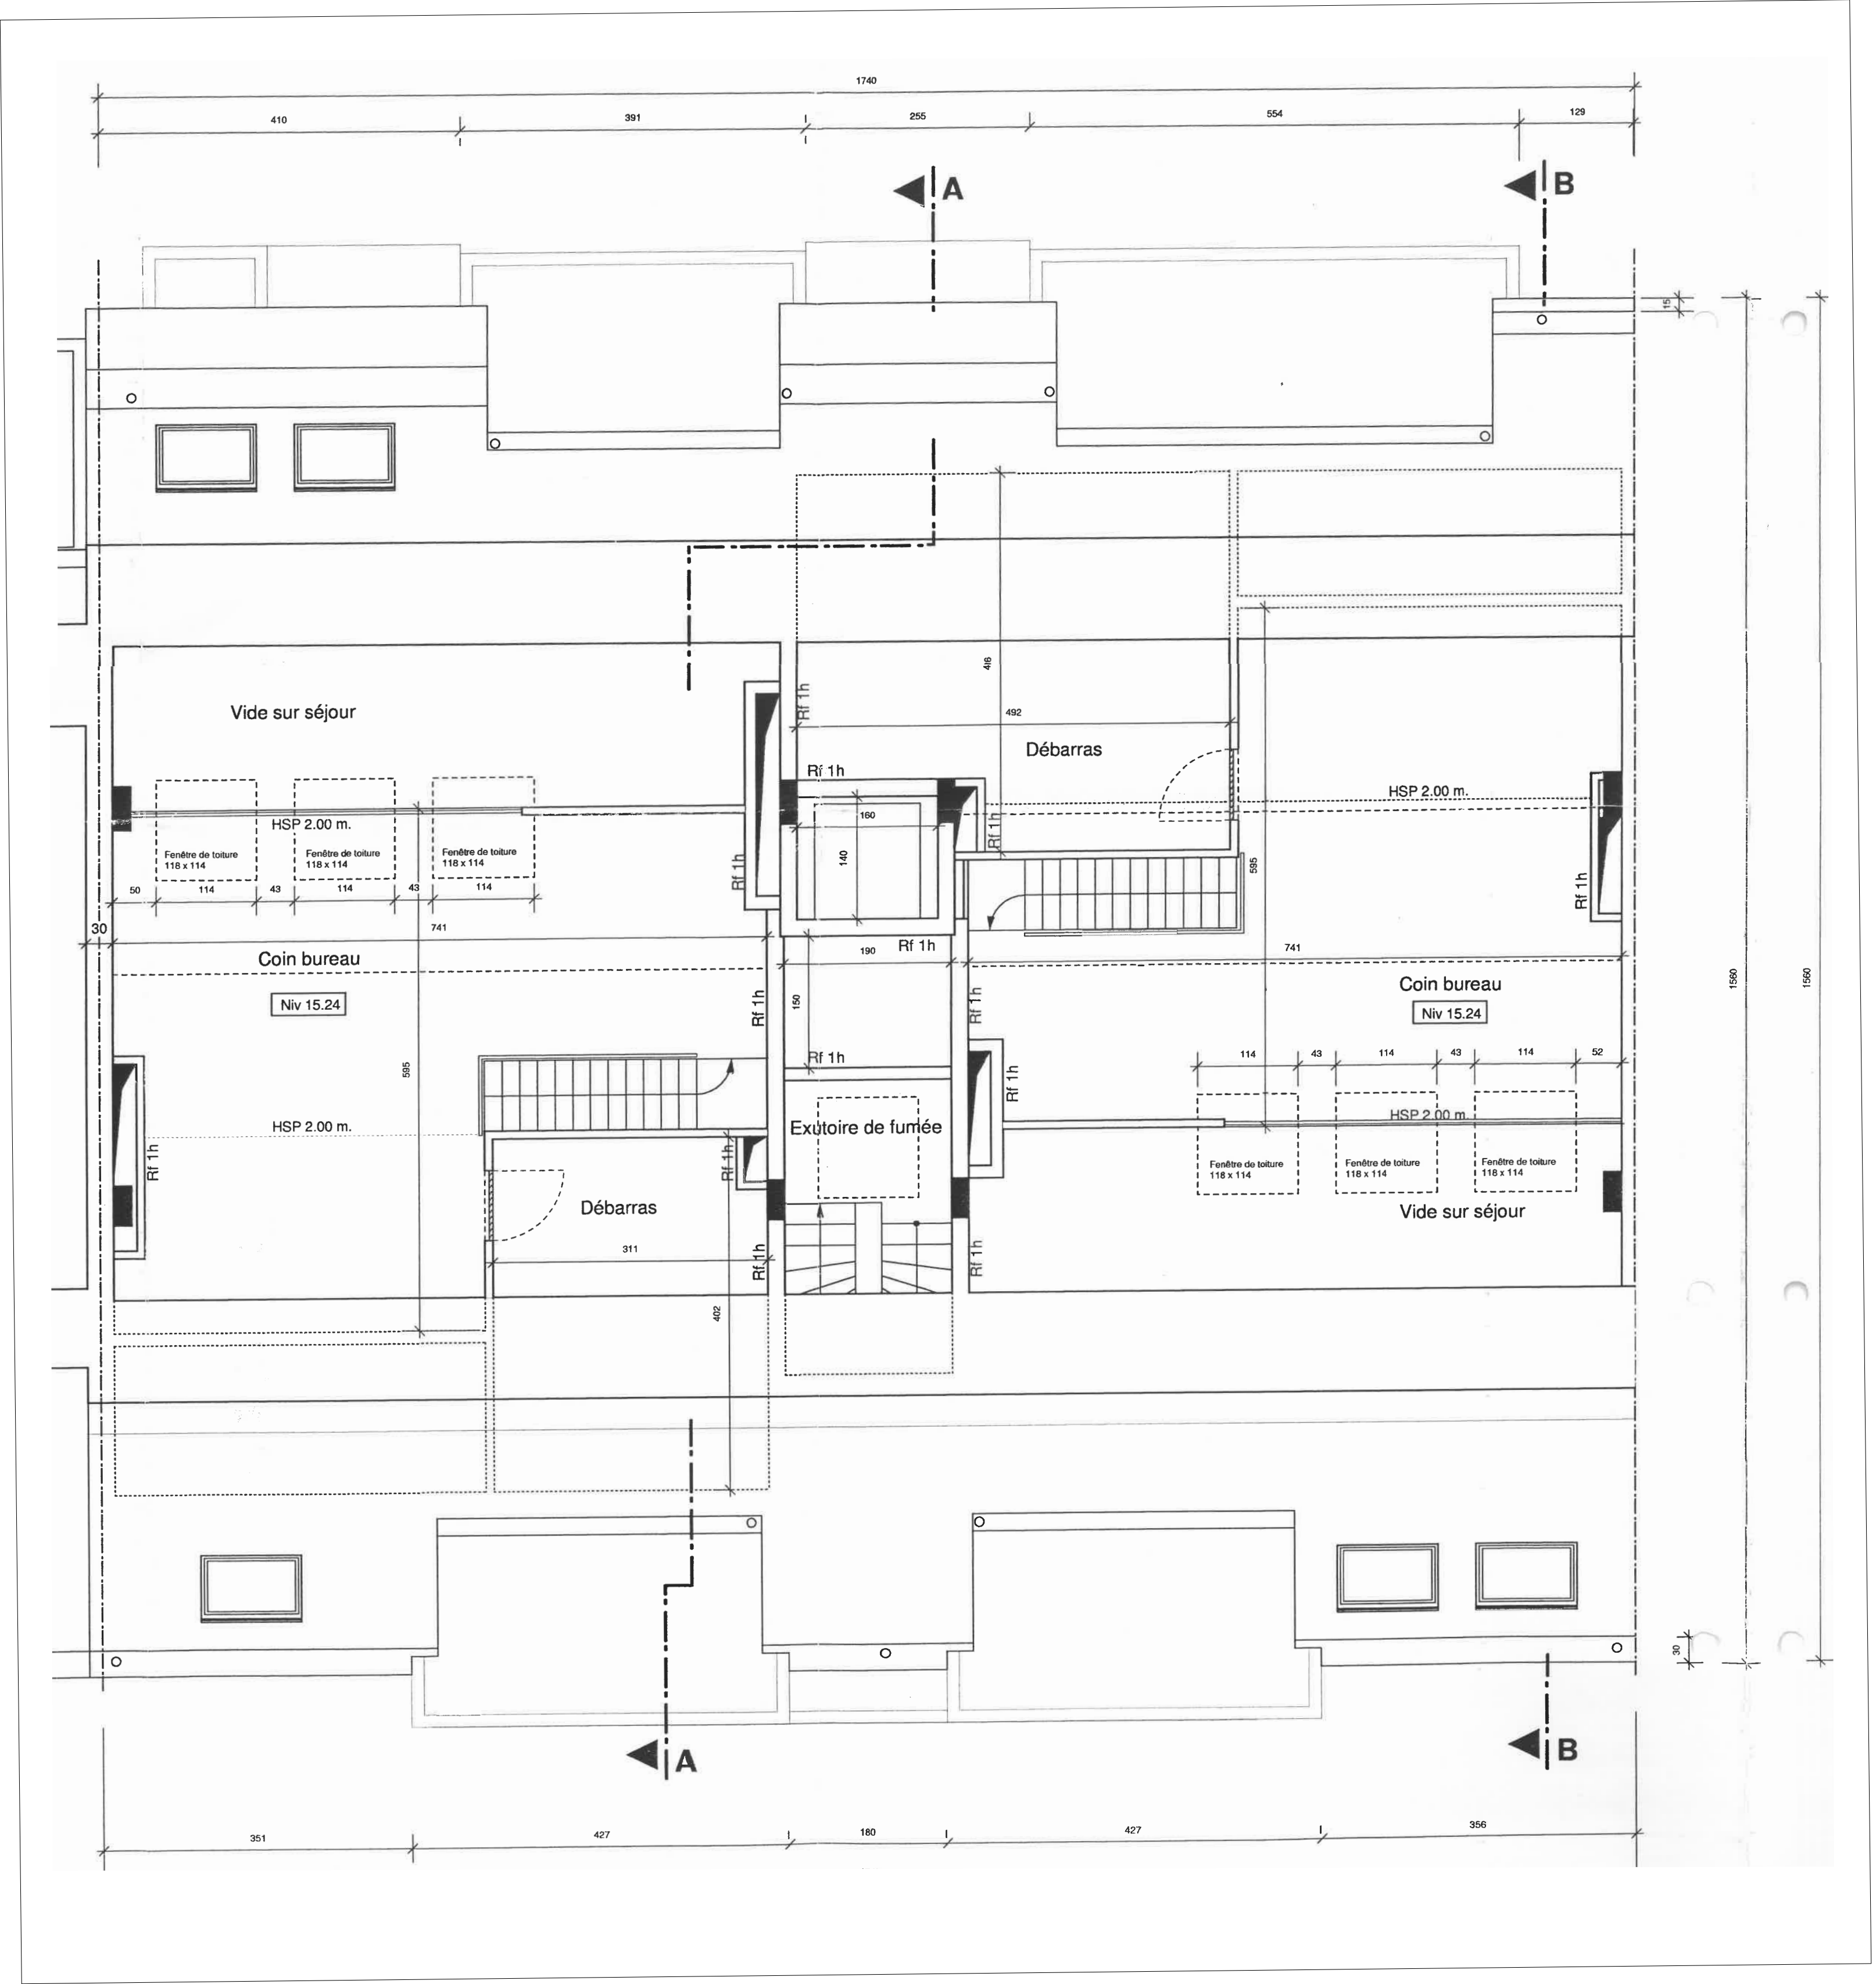 1740
410
391
255
554
129
A
B
15
Vide sur séjour
416
Rf 1h
492
Débarras
Rf 1h
HSP 2.00 m.
160
HSP 2.00 m.
Rf 1h
Fenêtre de toiture
118 x 114
Fenêtre de toiture
118 x 114
Fenêtre de toiture
118 x 114
140
595
Rf 1h
Rf 1h
50
114
43
114
43
114
30
741
Rf 1h
190
741
Coin bureau
Niv 15.24
Rf 1h
150
Rf 1h
Coin bureau
Niv 15.24
1560
1560
114
43
114
43
114
52
Rf 1h
595
Rf 1h
HSP 2.00 m.
HSP 2.00 m.
Exutoire de fumée
Rf 1h
Rf 1h
Fenêtre de toiture
118 x 114
Fenêtre de toiture
118 x 114
Fenêtre de toiture
118 x 114
Débarras
Vide sur séjour
311
Rf 1h
Rf 1h
402
30
A
B
351
427
180
427
356